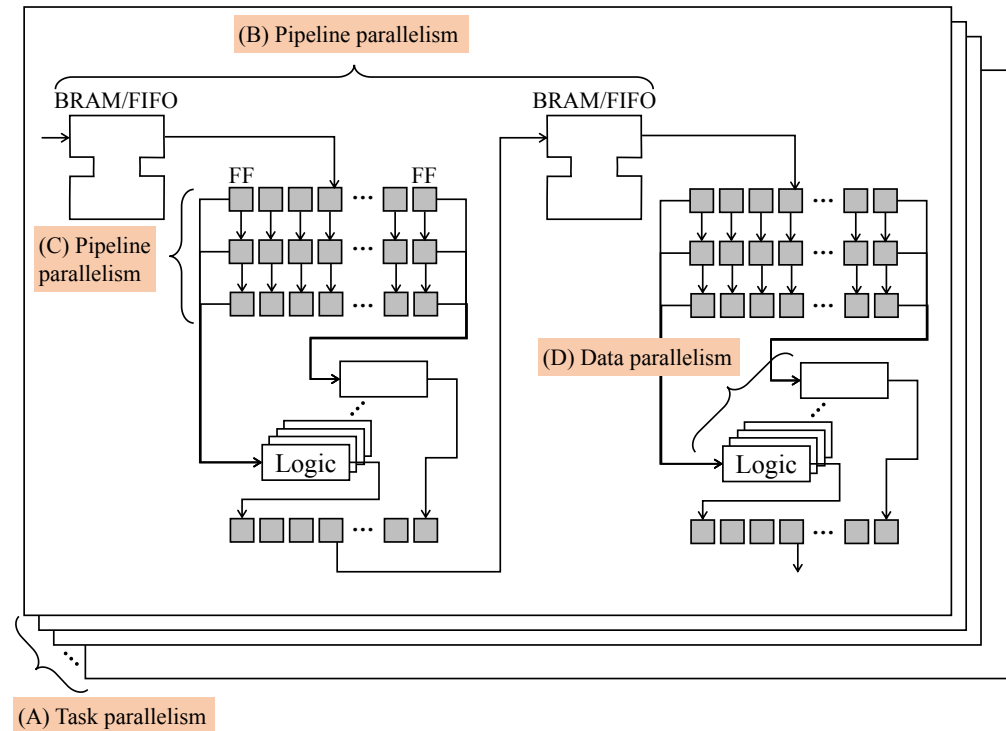 (B) Pipeline parallelism
BRAM/FIFO
BRAM/FIFO
FF
FF
(C) Pipeline
parallelism
(D) Data parallelism
Logic
Logic
(A) Task parallelism